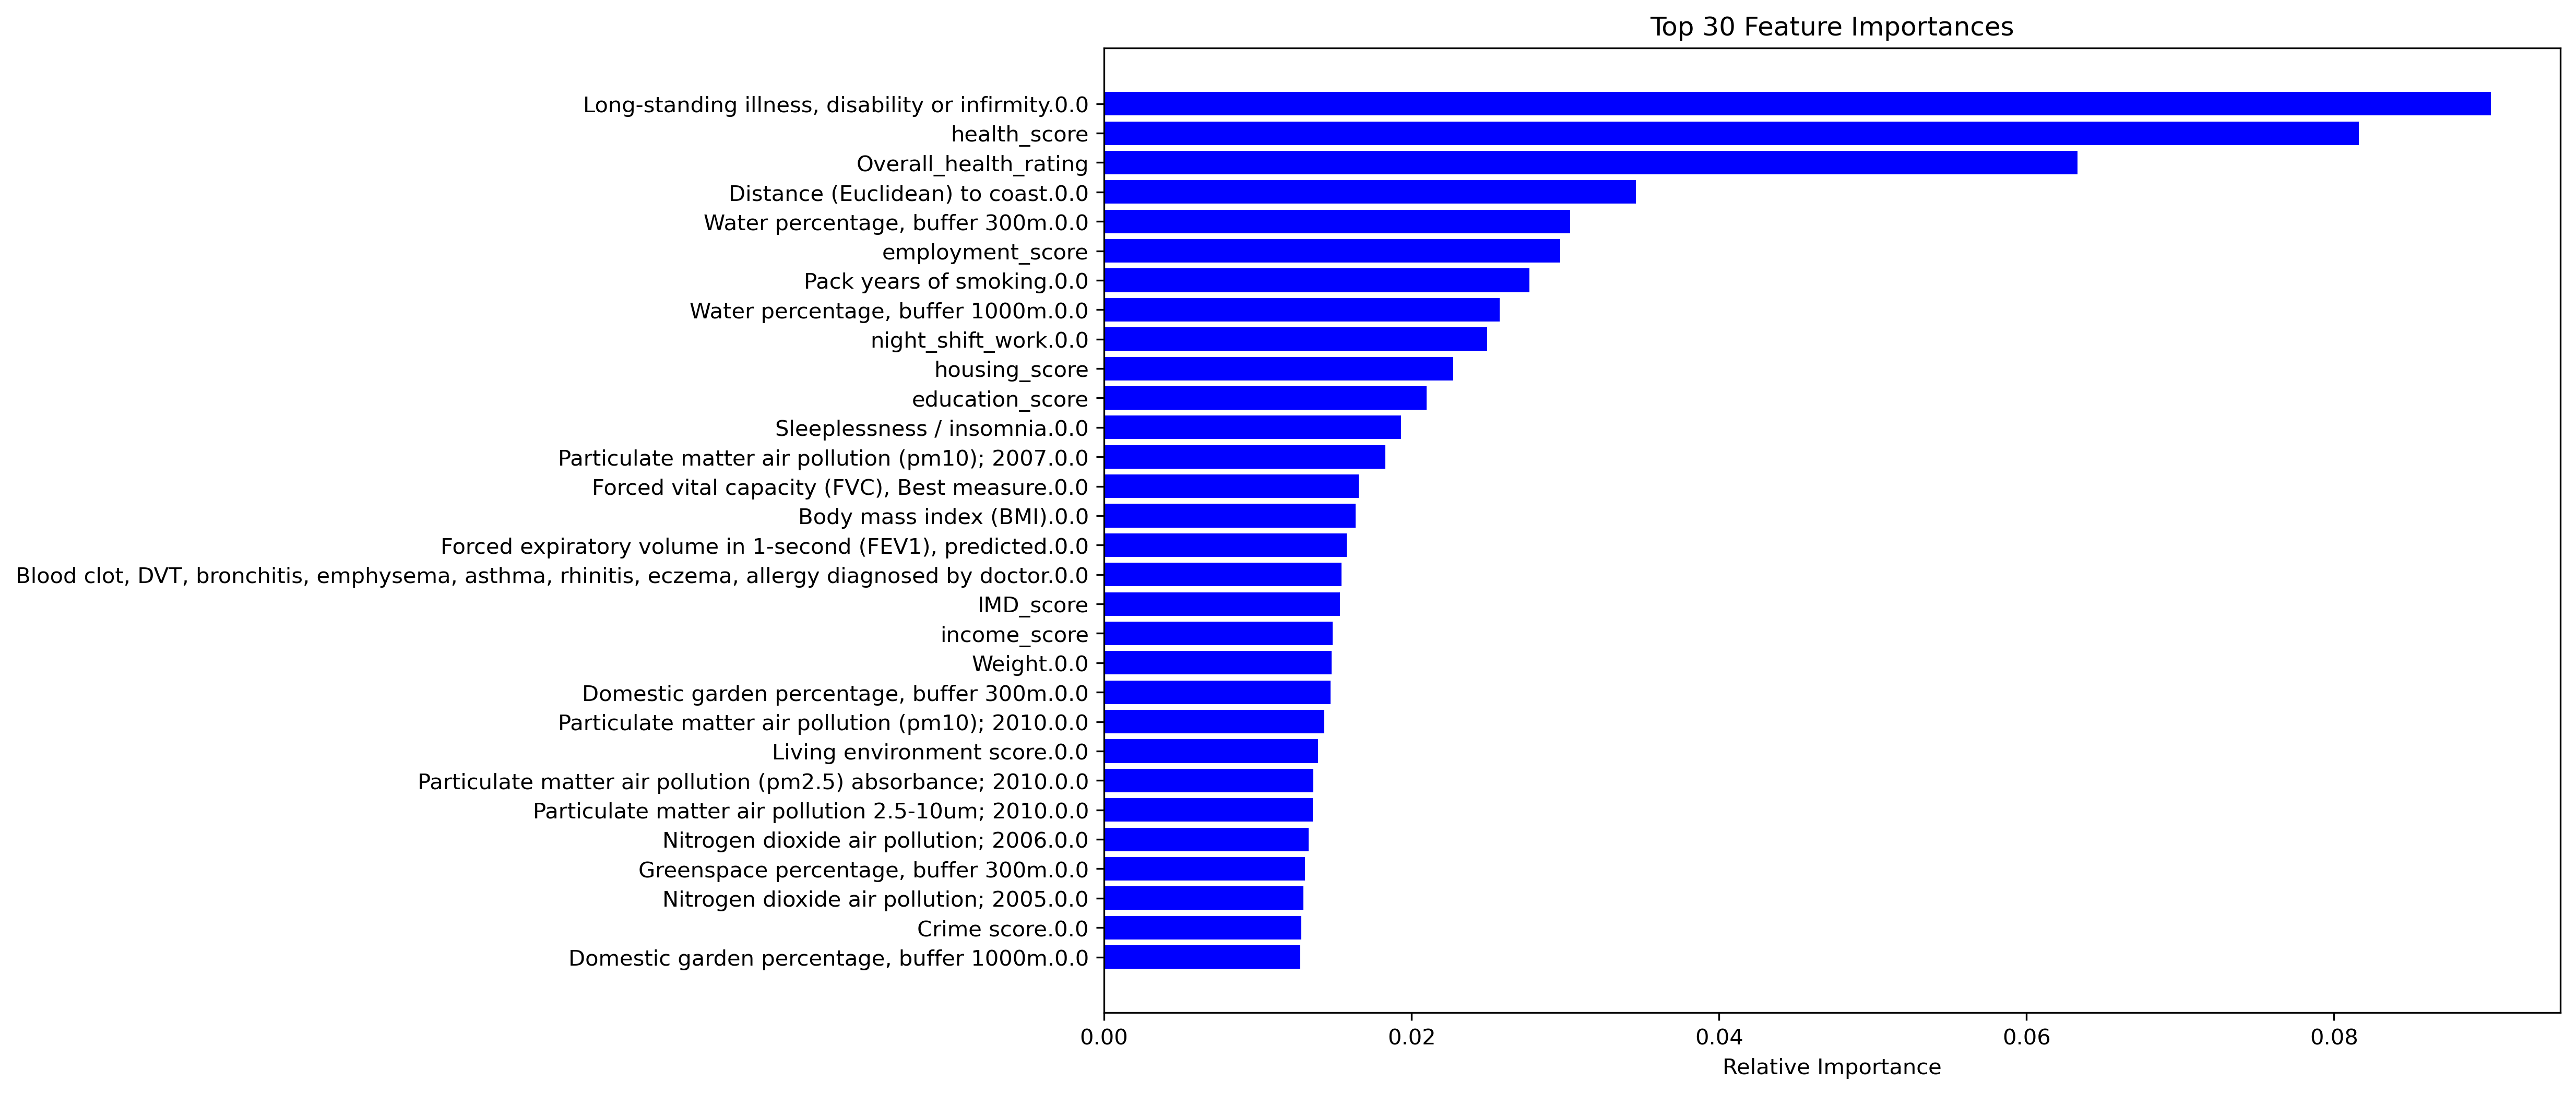 Top 30 Feature Importances
Long-standing illness, disability or infirmity.0.0
health_score
Overall_health_rating
Distance (Euclidean) to coast.0.0
Water percentage, buffer 300m.0.0
employment_score
Pack years of smoking.0.0
Water percentage, buffer 1000m.0.0
night_shift_work.0.0
housing_score
education_score
Sleeplessness / insomnia.0.0
Particulate matter air pollution (pm10); 2007.0.0
Forced vital capacity (FVC), Best measure.0.0
Body mass index (BMI).0.0
Forced expiratory volume in 1-second (FEV1), predicted.0.0
Blood clot, DVT, bronchitis, emphysema, asthma, rhinitis, eczema, allergy diagnosed by doctor.0.0
IMD_score
income_score
Weight.0.0
Domestic garden percentage, buffer 300m.0.0
Particulate matter air pollution (pm10); 2010.0.0
Living environment score.0.0
Particulate matter air pollution (pm2.5) absorbance; 2010.0.0
Particulate matter air pollution 2.5-10um; 2010.0.0
Nitrogen dioxide air pollution; 2006.0.0
Greenspace percentage, buffer 300m.0.0
Nitrogen dioxide air pollution; 2005.0.0
Crime score.0.0
Domestic garden percentage, buffer 1000m.0.0
0.00 0.02 0.04 0.06 0.08
Relative Importance